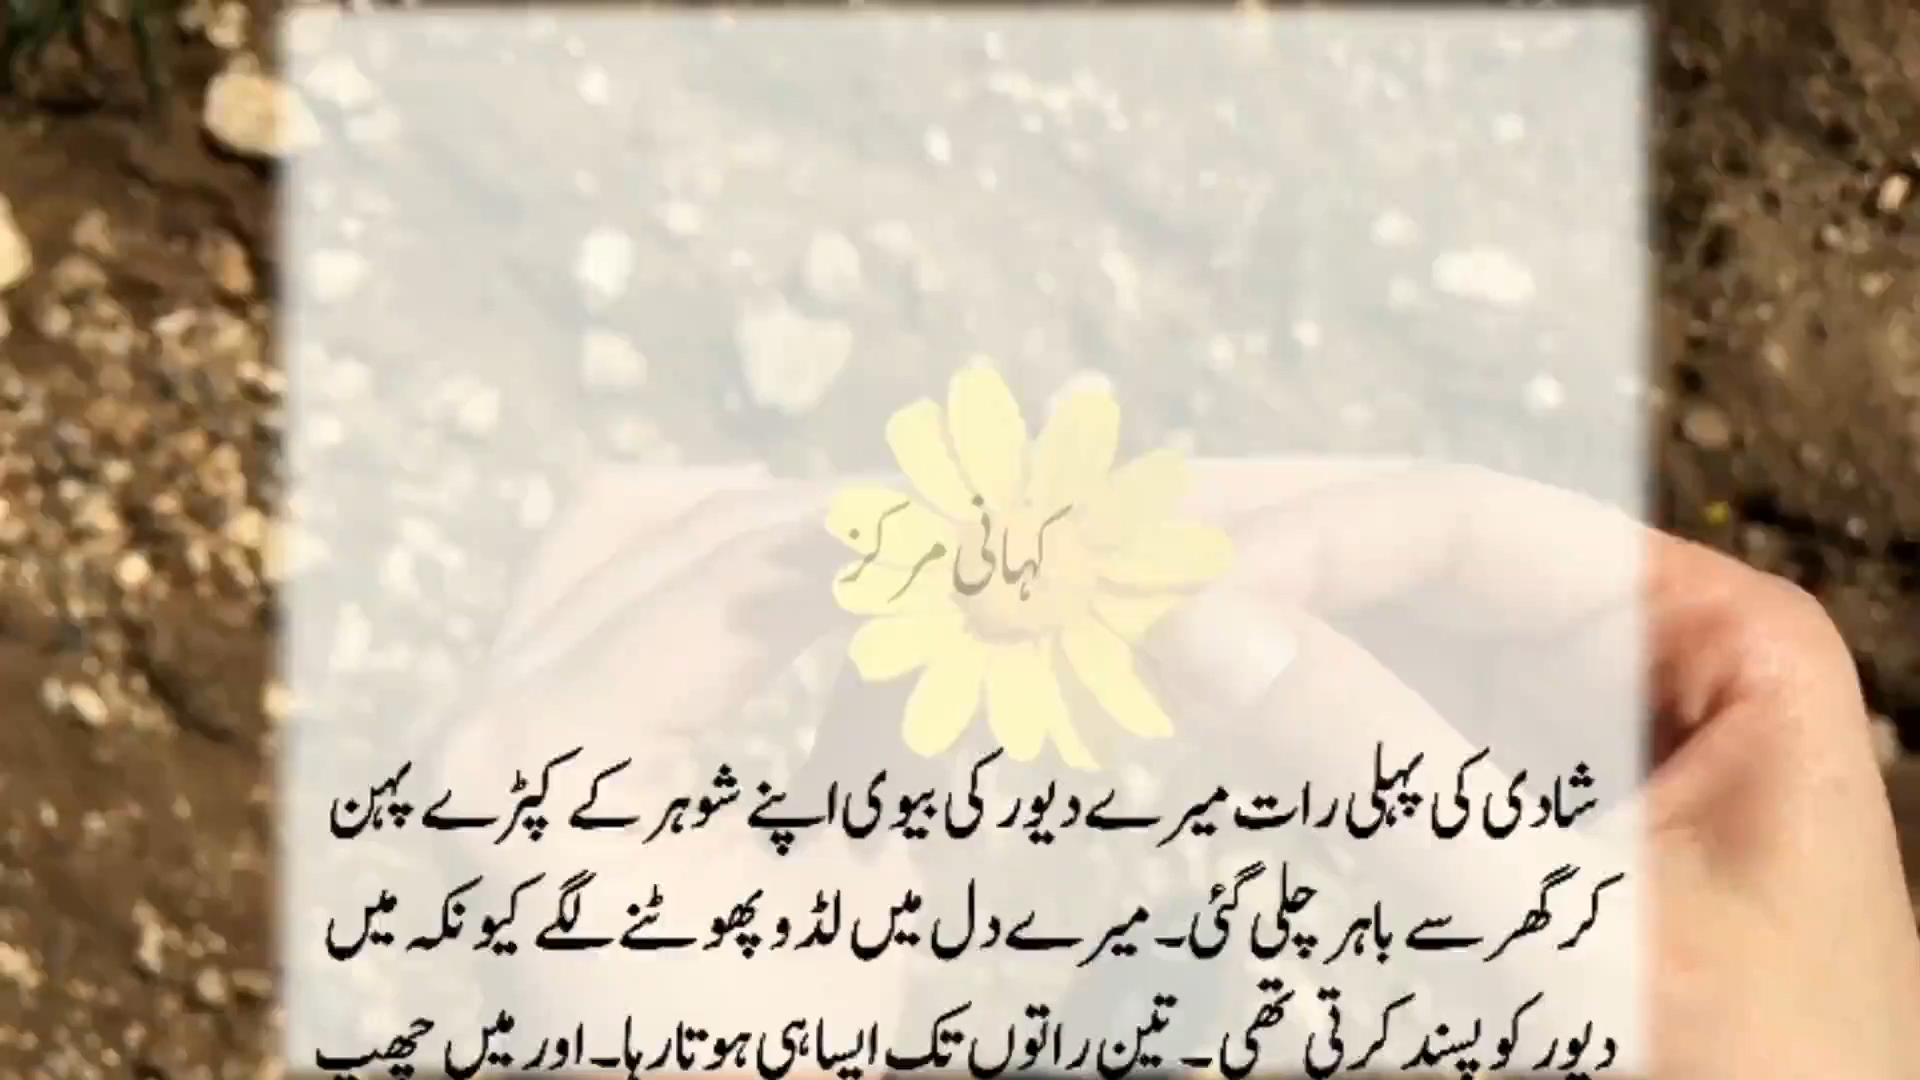 کہانی مرکز
شادی کی پہلی رات میرے دیور کی بیوی اپنے شوہر کے کپڑے پہن
کر گھر سے باہر چلی گئی۔ میرے دل میں لڈو پھوٹنے لگے کیونکہ میں
دیور کو پسند کرتی تھی۔ تین راتوں تک ایسا ہی ہوتا رہا۔ اور میں چھپ